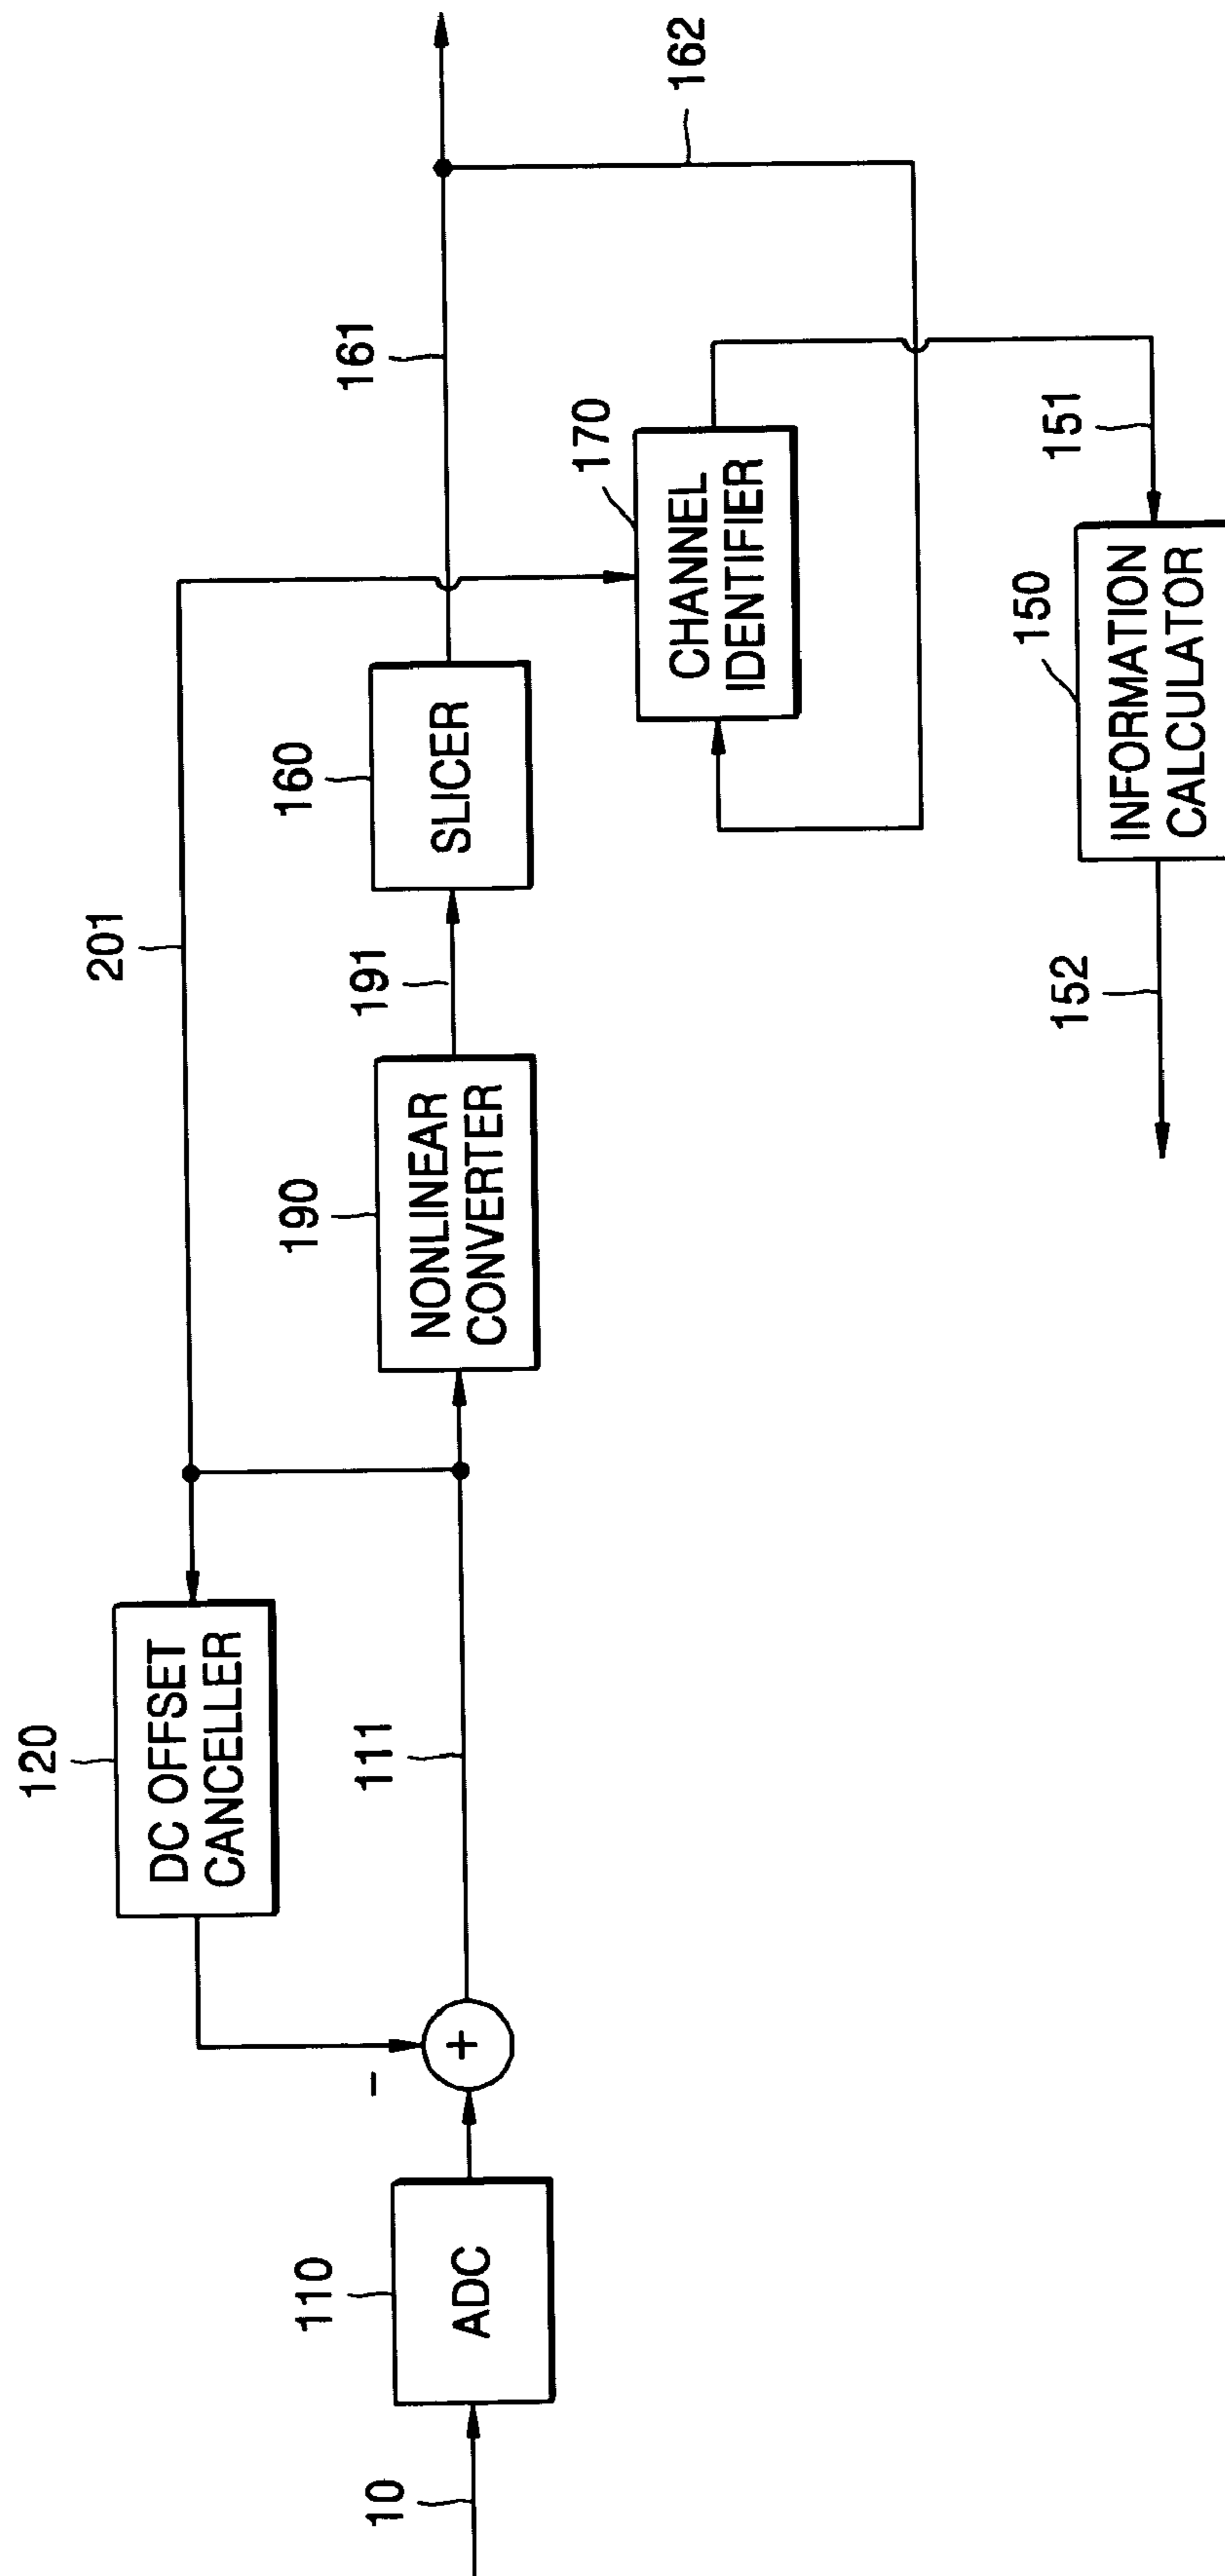 10
110
ADC
+
-
120
DC OFFSET
CANCELLER
111
201
190
NONLINEAR
CONVERTER
191
160
SLICER
161
162
170
CHANNEL
IDENTIFIER
151
150
INFORMATION
CALCULATOR
152